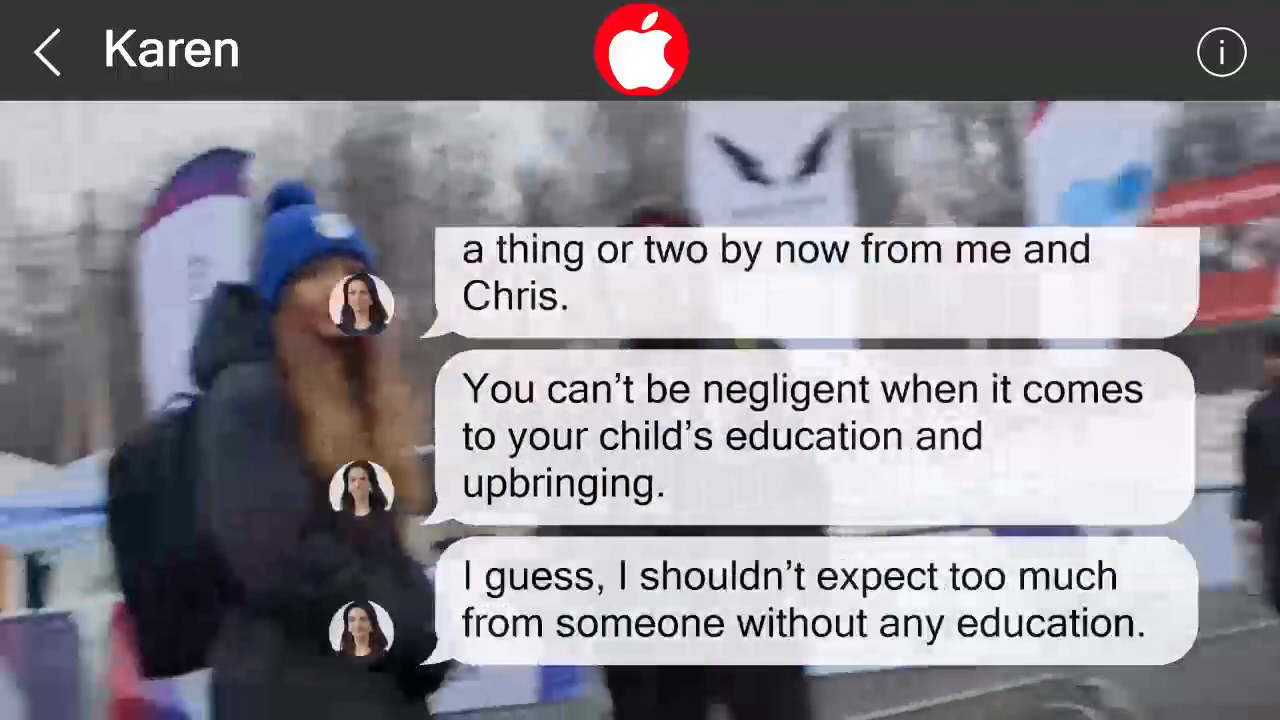 Karen
a thing or two by now from me and
Chris.
You can’t be negligent when it comes
to your child’s education and
upbringing.
I guess, I shouldn’t expect too much
from someone without any education.